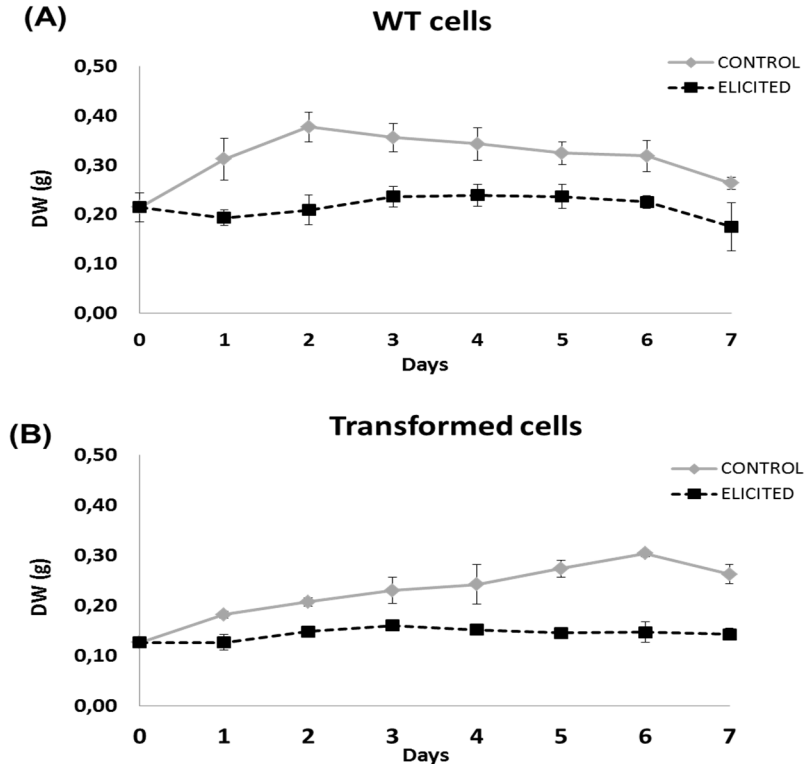 (A)
WT cells
0,50
0,40
0,30
0,20
0,10
0,00
DW (g)
0 1 2 3 4 5 6 7
Days
CONTROL
ELICITED
(B)
Transformed cells
0,50
0,40
0,30
0,20
0,10
0,00
DW (g)
0 1 2 3 4 5 6 7
Days
CONTROL
ELICITED